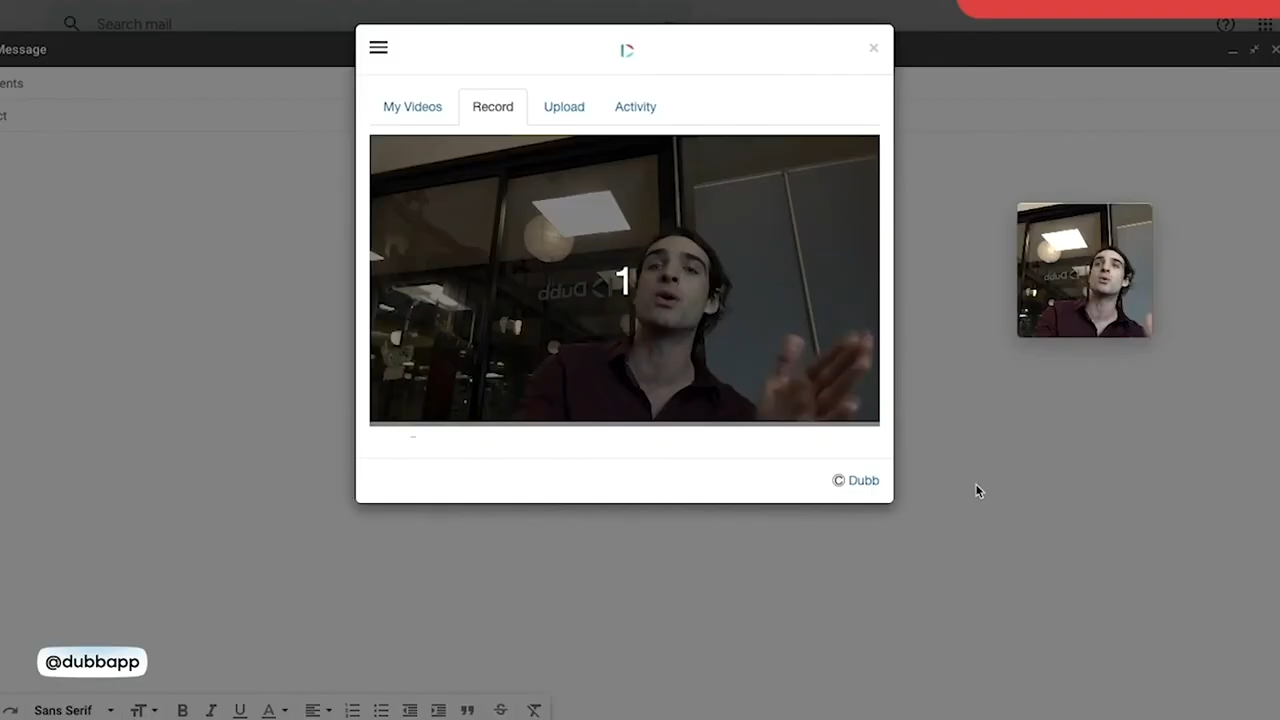 Search mail
Message
ents
ct
My Videos Record Upload Activity
Dubb
1
© Dubb
@dubbapp
Sans Serif